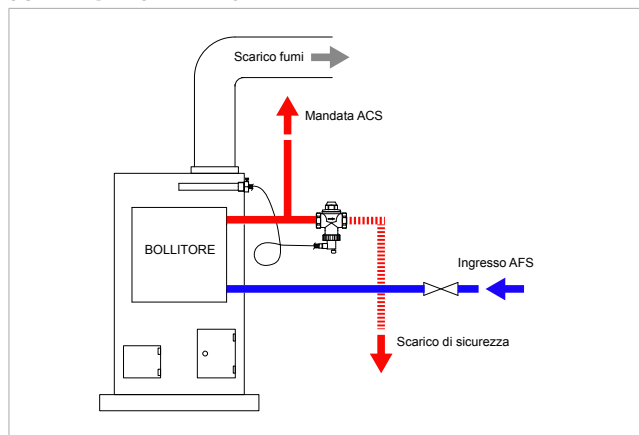 Scarico fumi
Mandata ACS
BOLLITORE
Ingresso AFS
Scarico di sicurezza